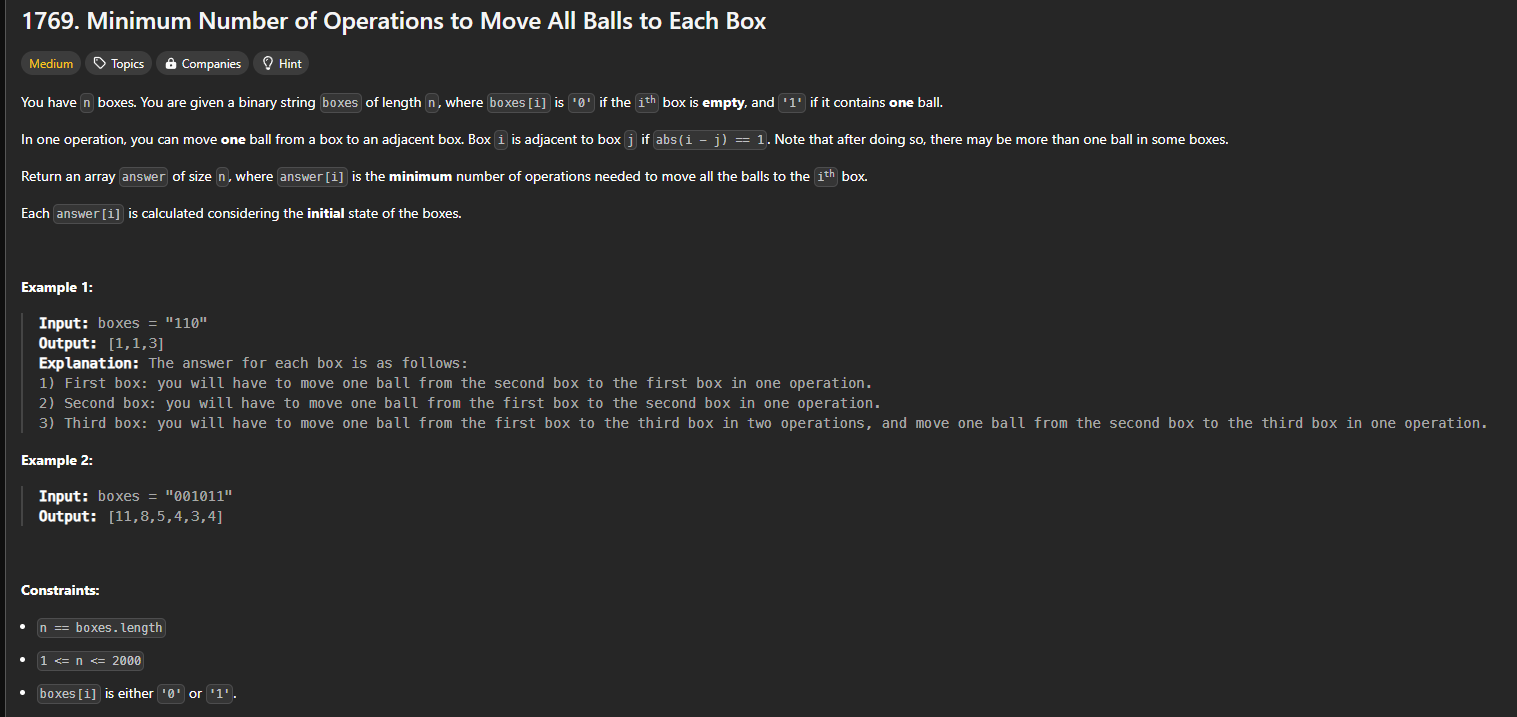 1769. Minimum Number of Operations to Move All Balls to Each Box
Medium Topics Companies Hint
You have n boxes. You are given a binary string boxes of length n, where boxes[i] is '0' if the ith box is empty, and '1' if it contains one ball.
In one operation, you can move one ball from a box to an adjacent box. Box i is adjacent to box j if abs(i - j) == 1. Note that after doing so, there may be more than one ball in some boxes.
Return an array answer of size n, where answer[i] is the minimum number of operations needed to move all the balls to the ith box.
Each answer[i] is calculated considering the initial state of the boxes.
Example 1:
Input: boxes = "110"
Output: [1,1,3]
Explanation: The answer for each box is as follows:
1) First box: you will have to move one ball from the second box to the first box in one operation.
2) Second box: you will have to move one ball from the first box to the second box in one operation.
3) Third box: you will have to move one ball from the first box to the third box in two operations, and move one ball from the second box to the third box in one operation.
Example 2:
Input: boxes = "001011"
Output: [11,8,5,4,3,4]
Constraints:
• n == boxes.length
• 1 <= n <= 2000
• boxes[i] is either '0' or '1'.